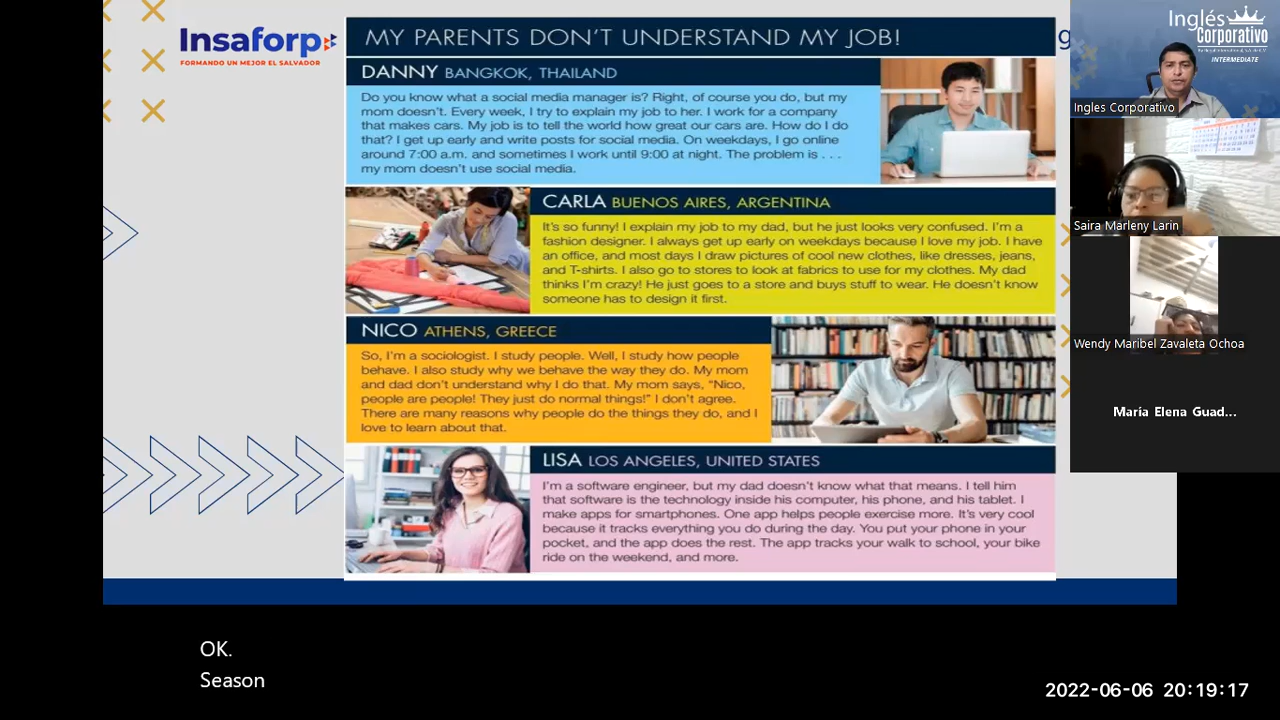 Insaforp
FORMANDO UN MEJOR EL SALVADOR
MY PARENTS DON'T UNDERSTAND MY JOB!
DANNY BANGKOK, THAILAND
Do you know what a social media manager is? Right, of course you do, but my
mom doesn't. Every week, I try to explain my job to her. I work for a company
that makes cars. My job is to tell the world how great our cars are. How do I do
that? I get up early and write posts for social media. On weekdays, I go online
around 7:00 a.m. and sometimes I work until 9:00 at night. The problem is . . .
my mom doesn't use social media.
CARLA BUENOS AIRES, ARGENTINA
It's so funny! I explain my job to my dad, but he just looks very confused. I'm a
fashion designer. I always get up early on weekdays because I love my job. I have
an office, and most days I draw pictures of cool new clothes, like dresses, jeans,
and T-shirts. I also go to stores to look at fabrics to use for my clothes. My dad
thinks I'm crazy! He just goes to a store and buys stuff to wear. He doesn't know
someone has to design it first.
NICO ATHENS, GREECE
So, I'm a sociologist. I study people. Well, I study how people
behave. I also study why we behave the way they do. My mom
and dad don't understand why I do that. My mom says, "Nico,
people are people! They just do normal things!" I don't agree.
There are many reasons why people do the things they do, and I
love to learn about that.
LISA LOS ANGELES, UNITED STATES
I'm a software engineer, but my dad doesn't know what that means. I tell him
that software is the technology inside his computer, his phone, and his tablet. I
make apps for smartphones. One app helps people exercise more. It's very cool
because it tracks everything you do during the day. You put your phone in your
pocket, and the app does the rest. The app tracks your walk to school, your bike
ride on the weekend, and more.
g
Inglés
Corporativo
INTERMEDIATE
Ingles Corporativo
Saira Marleny Larin
Wendy Maribel Zavaleta Ochoa
María Elena Guad...
OK.
Season
2022-06-06 20:19:17